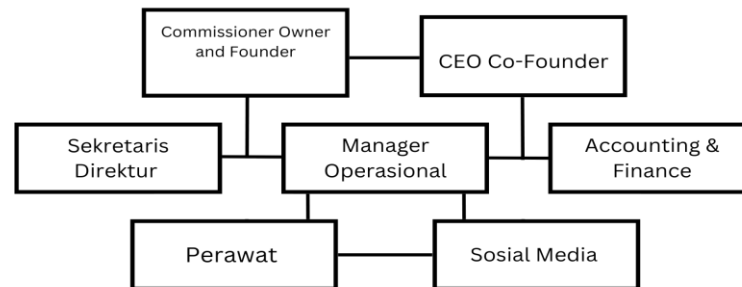 Commissioner Owner
and Founder
CEO Co-Founder
Sekretaris
Direktur
Manager
Operasional
Accounting &
Finance
Perawat
Sosial Media